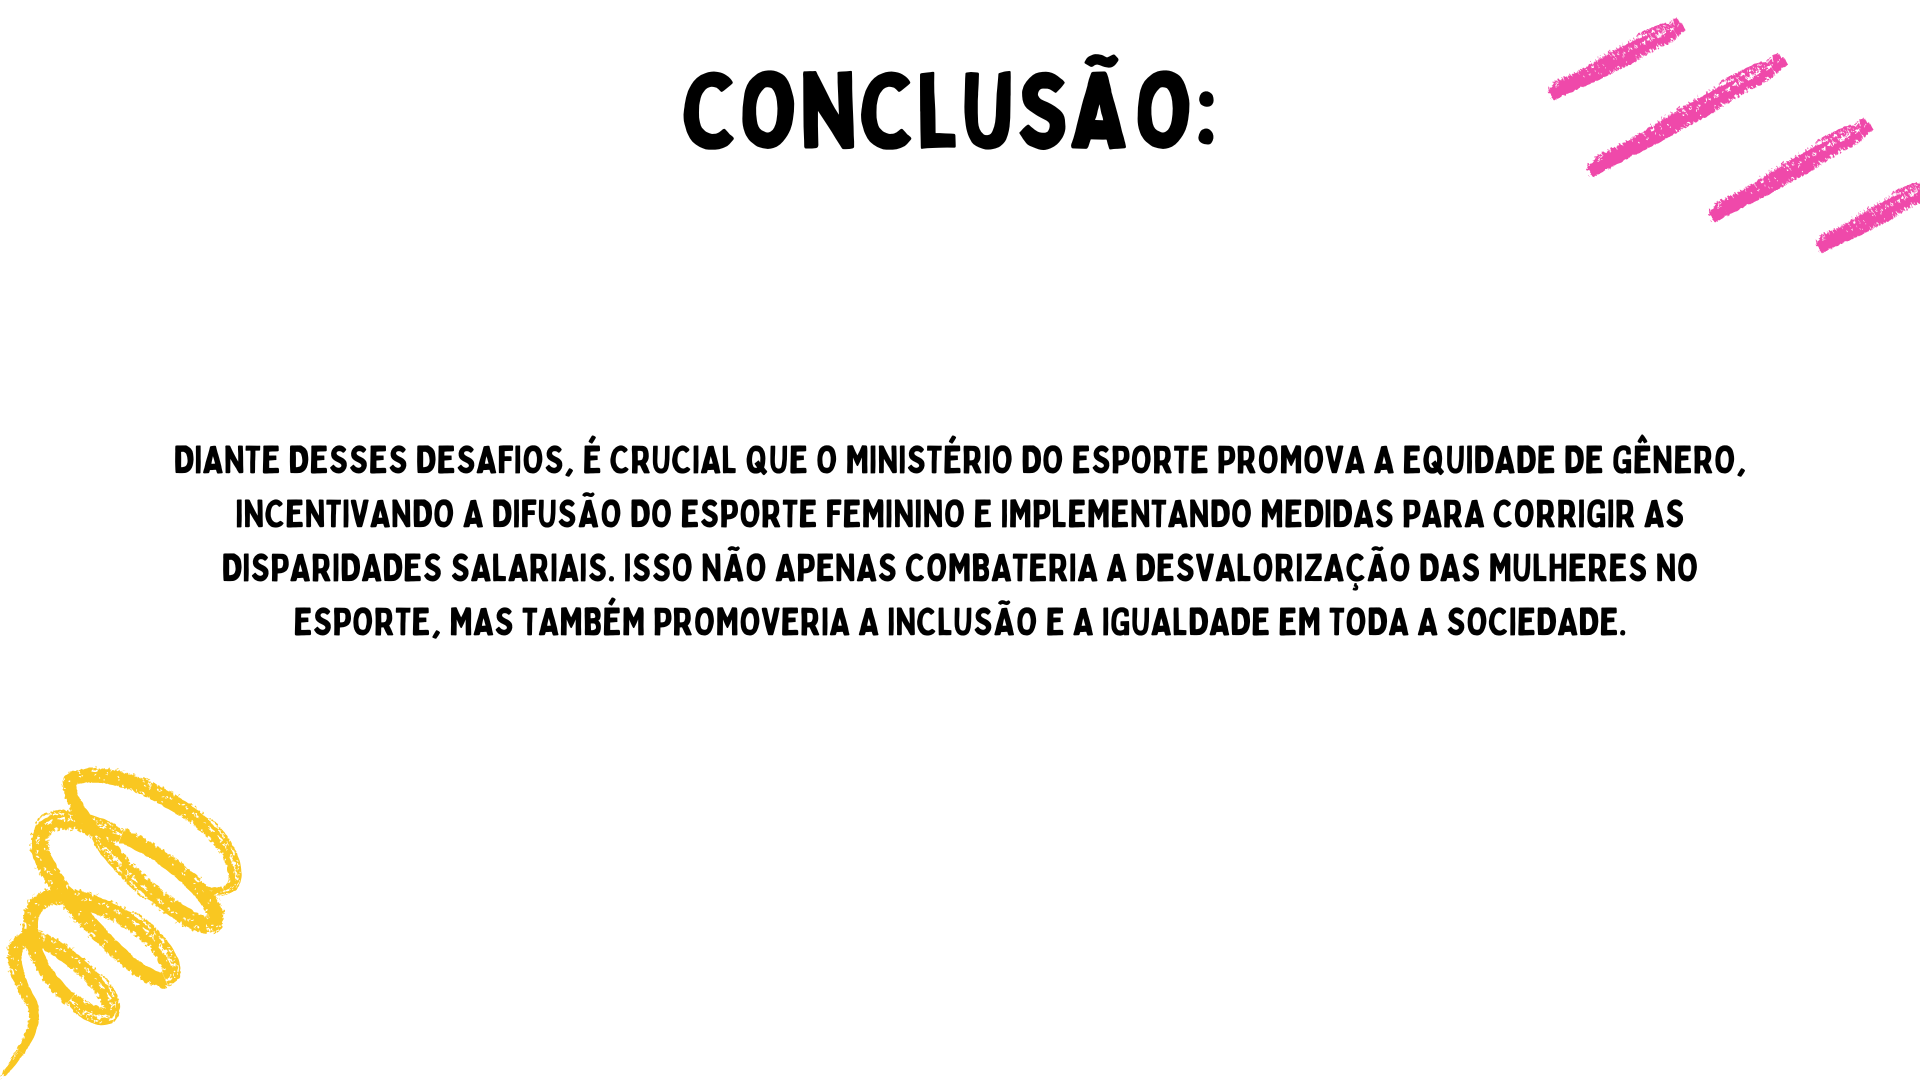 CONCLUSÃO:
DIANTE DESSES DESAFIOS, É CRUCIAL QUE O MINISTÉRIO DO ESPORTE PROMOVA A EQUIDADE DE GÊNERO,
INCENTIVANDO A DIFUSÃO DO ESPORTE FEMININO E IMPLEMENTANDO MEDIDAS PARA CORRIGIR AS
DISPARIDADES SALARIAIS. ISSO NÃO APENAS COMBATERIA A DESVALORIZAÇÃO DAS MULHERES NO
ESPORTE, MAS TAMBÉM PROMOVERIA A INCLUSÃO E A IGUALDADE EM TODA A SOCIEDADE.